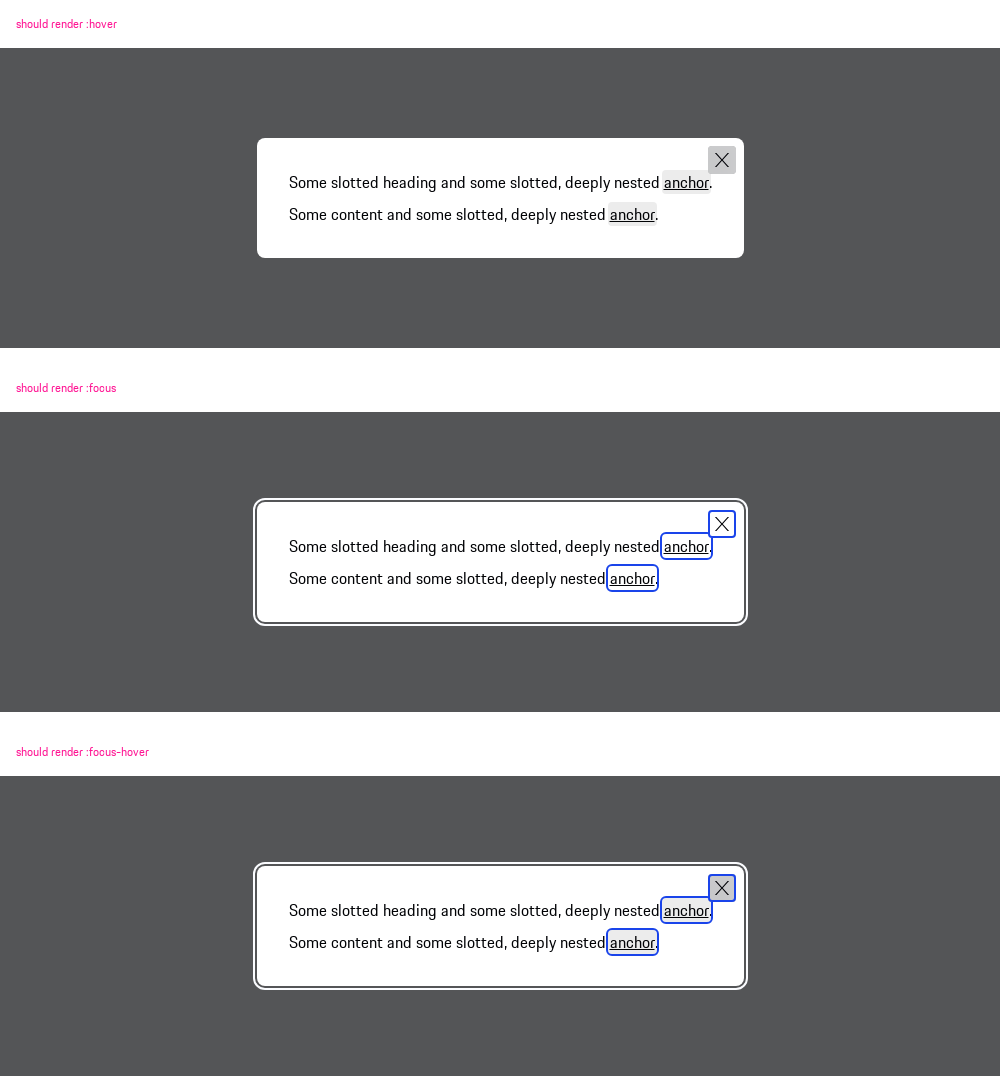 should render :hover
Some slotted heading and some slotted, deeply nested anchor.
Some content and some slotted, deeply nested anchor.
should render :focus
Some slotted heading and some slotted, deeply nested anchor.
Some content and some slotted, deeply nested anchor.
should render :focus-hover
Some slotted heading and some slotted, deeply nested anchor.
Some content and some slotted, deeply nested anchor.